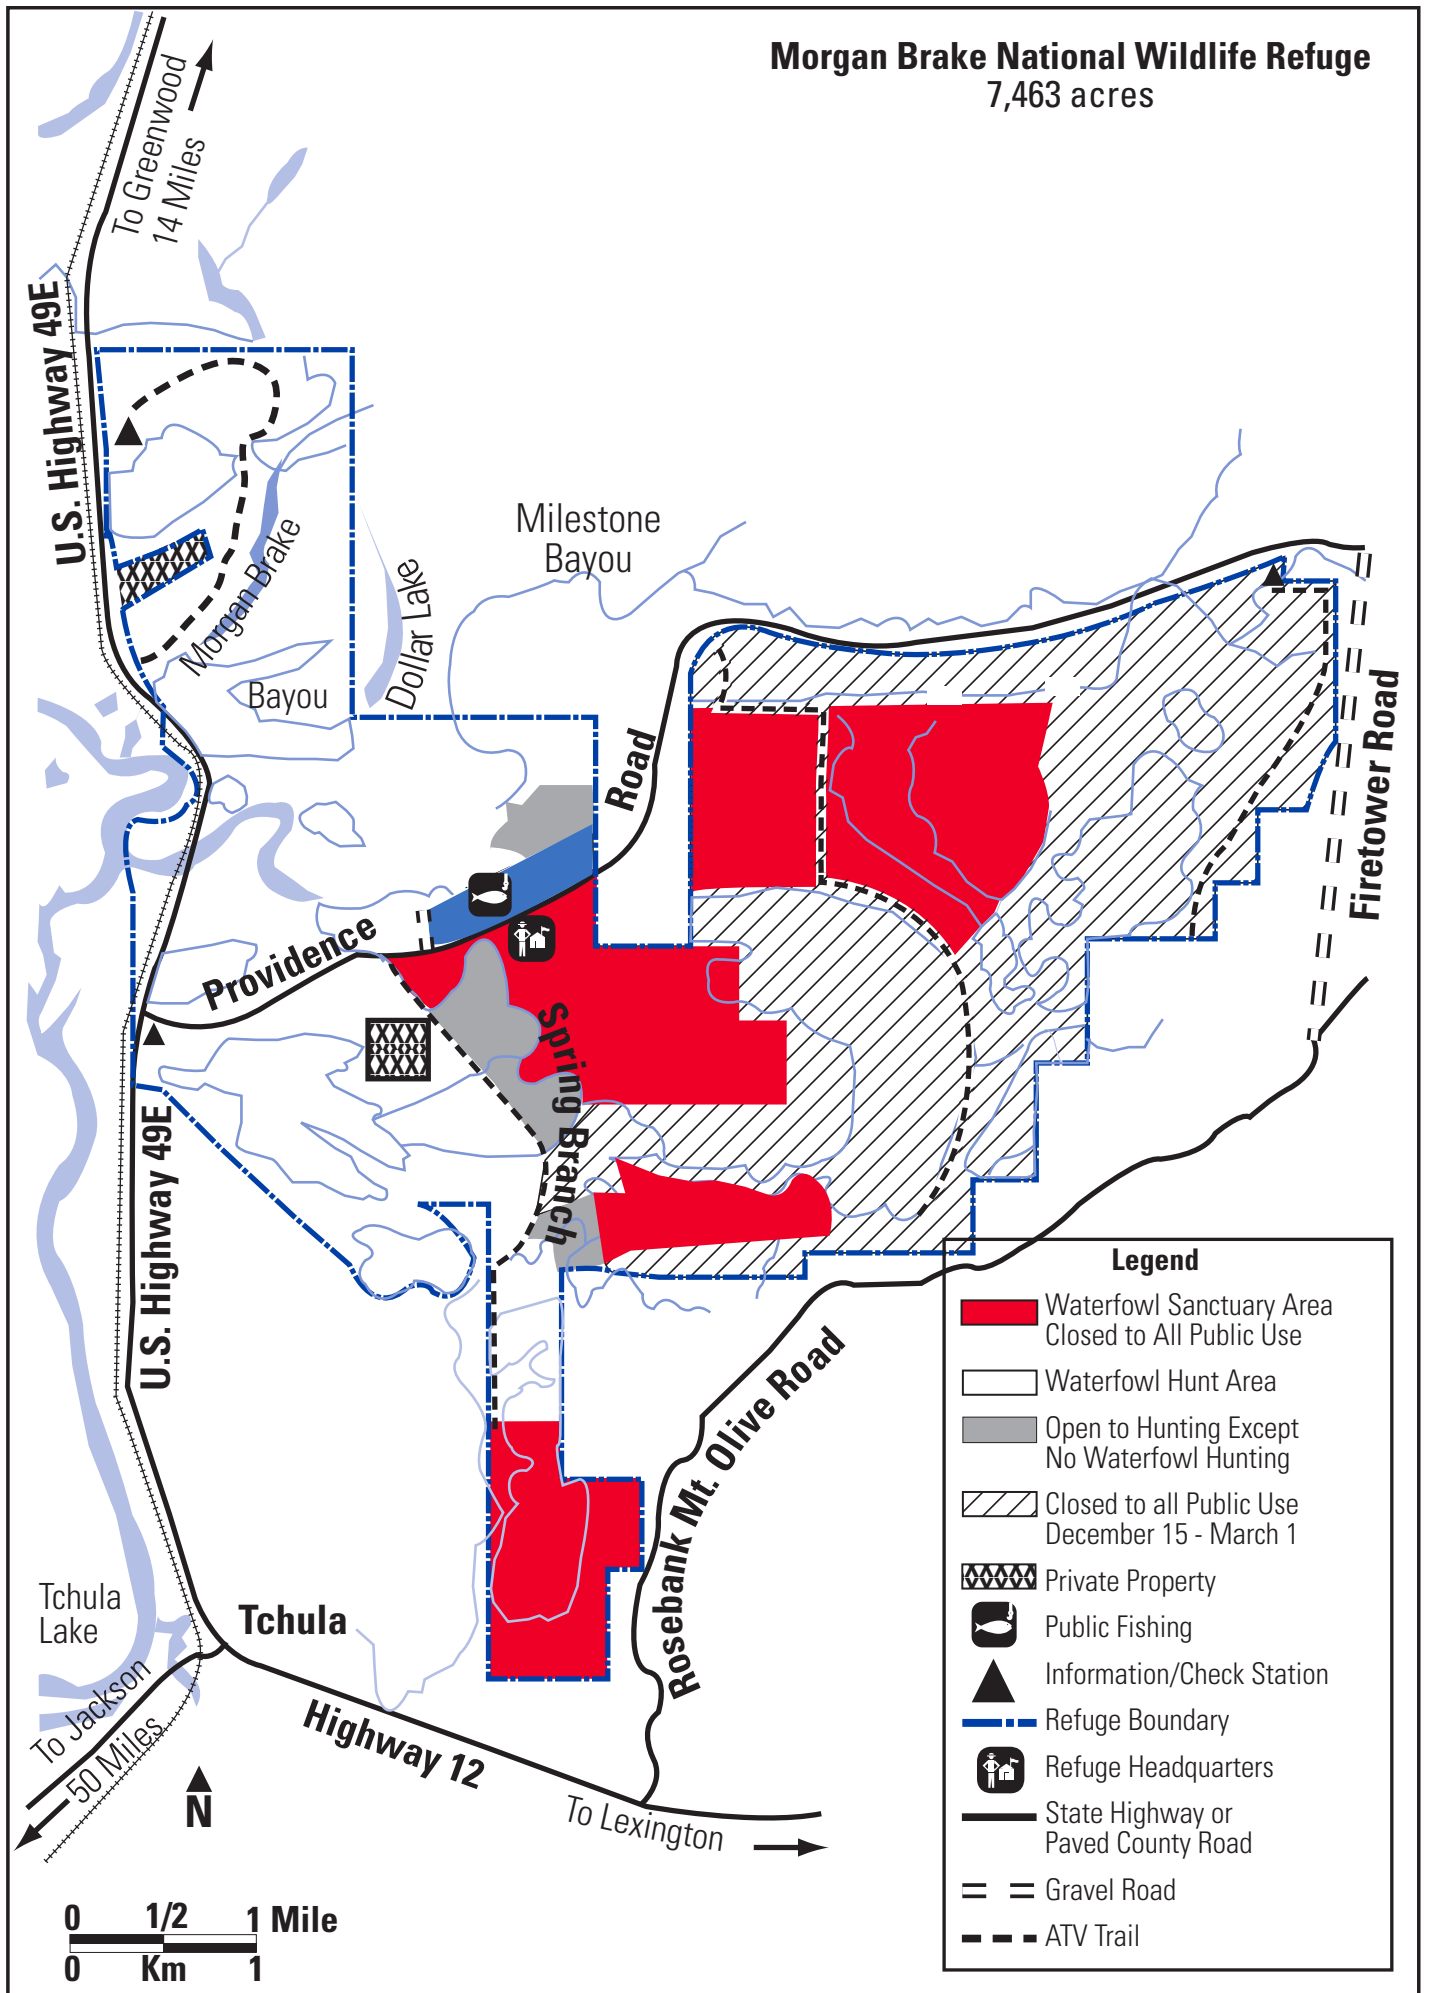 Morgan Brake National Wildlife Refuge
7,463 acres
To Greenwood
14 Miles
U.S. Highway 49E
Morgan Brake
Milestone
Bayou
Dollar Lake
Bayou
Road
Firetower Road
Providence
Spring Branch
U.S. Highway 49E
Rosebank Mt. Olive Road
Tchula
Lake
Tchula
To Jackson
50 Miles
Highway 12
To Lexington
N
0 1/2 1 Mile
0 Km 1
Legend
Waterfowl Sanctuary Area
Closed to All Public Use
Waterfowl Hunt Area
Open to Hunting Except
No Waterfowl Hunting
Closed to all Public Use
December 15 - March 1
Private Property
Public Fishing
Information/Check Station
Refuge Boundary
Refuge Headquarters
State Highway or
Paved County Road
Gravel Road
ATV Trail